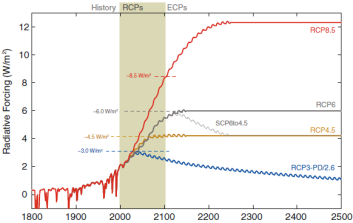 History RCPs ECPs
Radiative Forcing (W/m²)
12
10
8
6
4
2
0
RCP8.5
~8.5 W/m²
~6.0 W/m²
RCP6
SCP6to4.5
~4.5 W/m²
RCP4.5
~3.0 W/m²
RCP3-PD/2.6
1800 1900 2000 2100 2200 2300 2400 2500